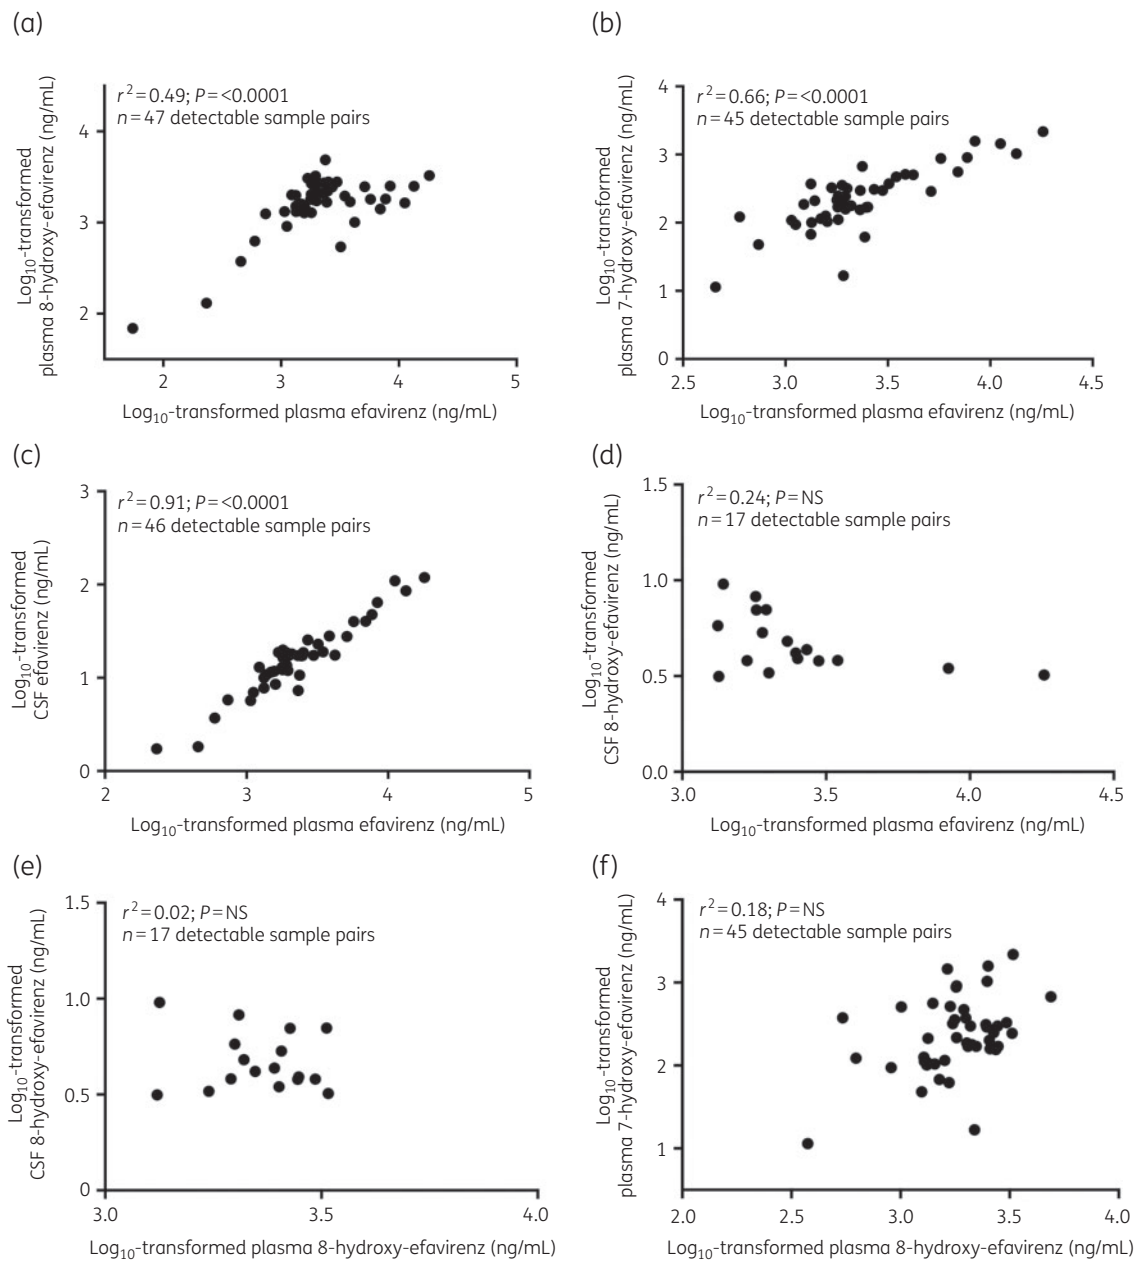 (a)
r²=0.49; P=<0.0001
n=47 detectable sample pairs
Log₁₀-transformed
plasma 8-hydroxy-efavirenz (ng/mL)
4
3
2
2 3 4 5
Log₁₀-transformed plasma efavirenz (ng/mL)
(b)
r²=0.66; P=<0.0001
n=45 detectable sample pairs
Log₁₀-transformed
plasma 7-hydroxy-efavirenz (ng/mL)
4
3
2
1
0
2.5 3.0 3.5 4.0 4.5
Log₁₀-transformed plasma efavirenz (ng/mL)
(c)
r²=0.91; P=<0.0001
n=46 detectable sample pairs
Log₁₀-transformed
CSF efavirenz (ng/mL)
3
2
1
0
2 3 4 5
Log₁₀-transformed plasma efavirenz (ng/mL)
(d)
r²=0.24; P=NS
n=17 detectable sample pairs
Log₁₀-transformed
CSF 8-hydroxy-efavirenz (ng/mL)
1.5
1.0
0.5
0.0
3.0 3.5 4.0 4.5
Log₁₀-transformed plasma efavirenz (ng/mL)
(e)
r²=0.02; P=NS
n=17 detectable sample pairs
Log₁₀-transformed
CSF 8-hydroxy-efavirenz (ng/mL)
1.5
1.0
0.5
0
3.0 3.5 4.0
Log₁₀-transformed plasma 8-hydroxy-efavirenz (ng/mL)
(f)
r²=0.18; P=NS
n=45 detectable sample pairs
Log₁₀-transformed
plasma 7-hydroxy-efavirenz (ng/mL)
4
3
2
1
2.0 2.5 3.0 3.5 4.0
Log₁₀-transformed plasma 8-hydroxy-efavirenz (ng/mL)